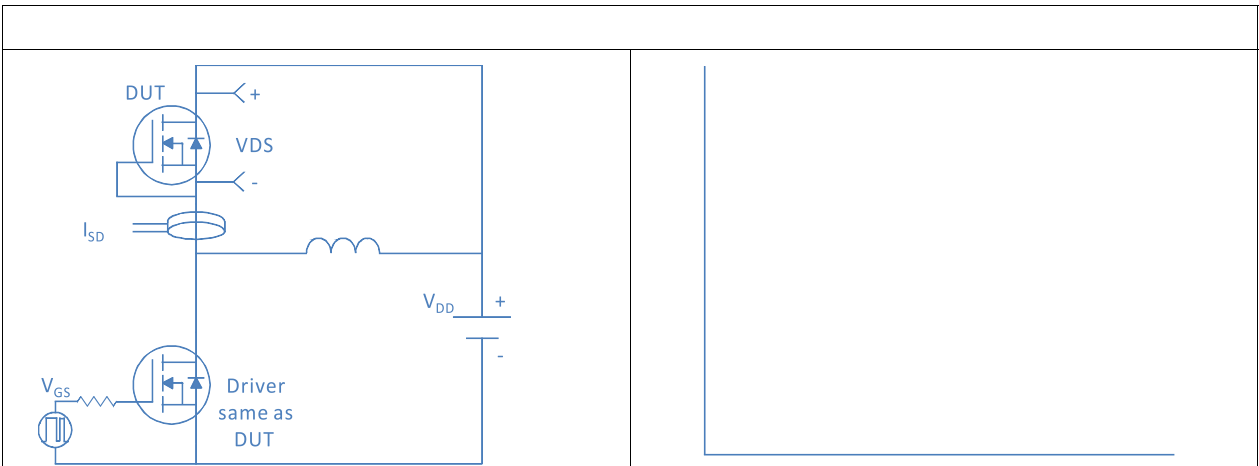 DUT
+
VDS
-
I_SD
V_DD
+
-
V_GS
Driver
same as
DUT